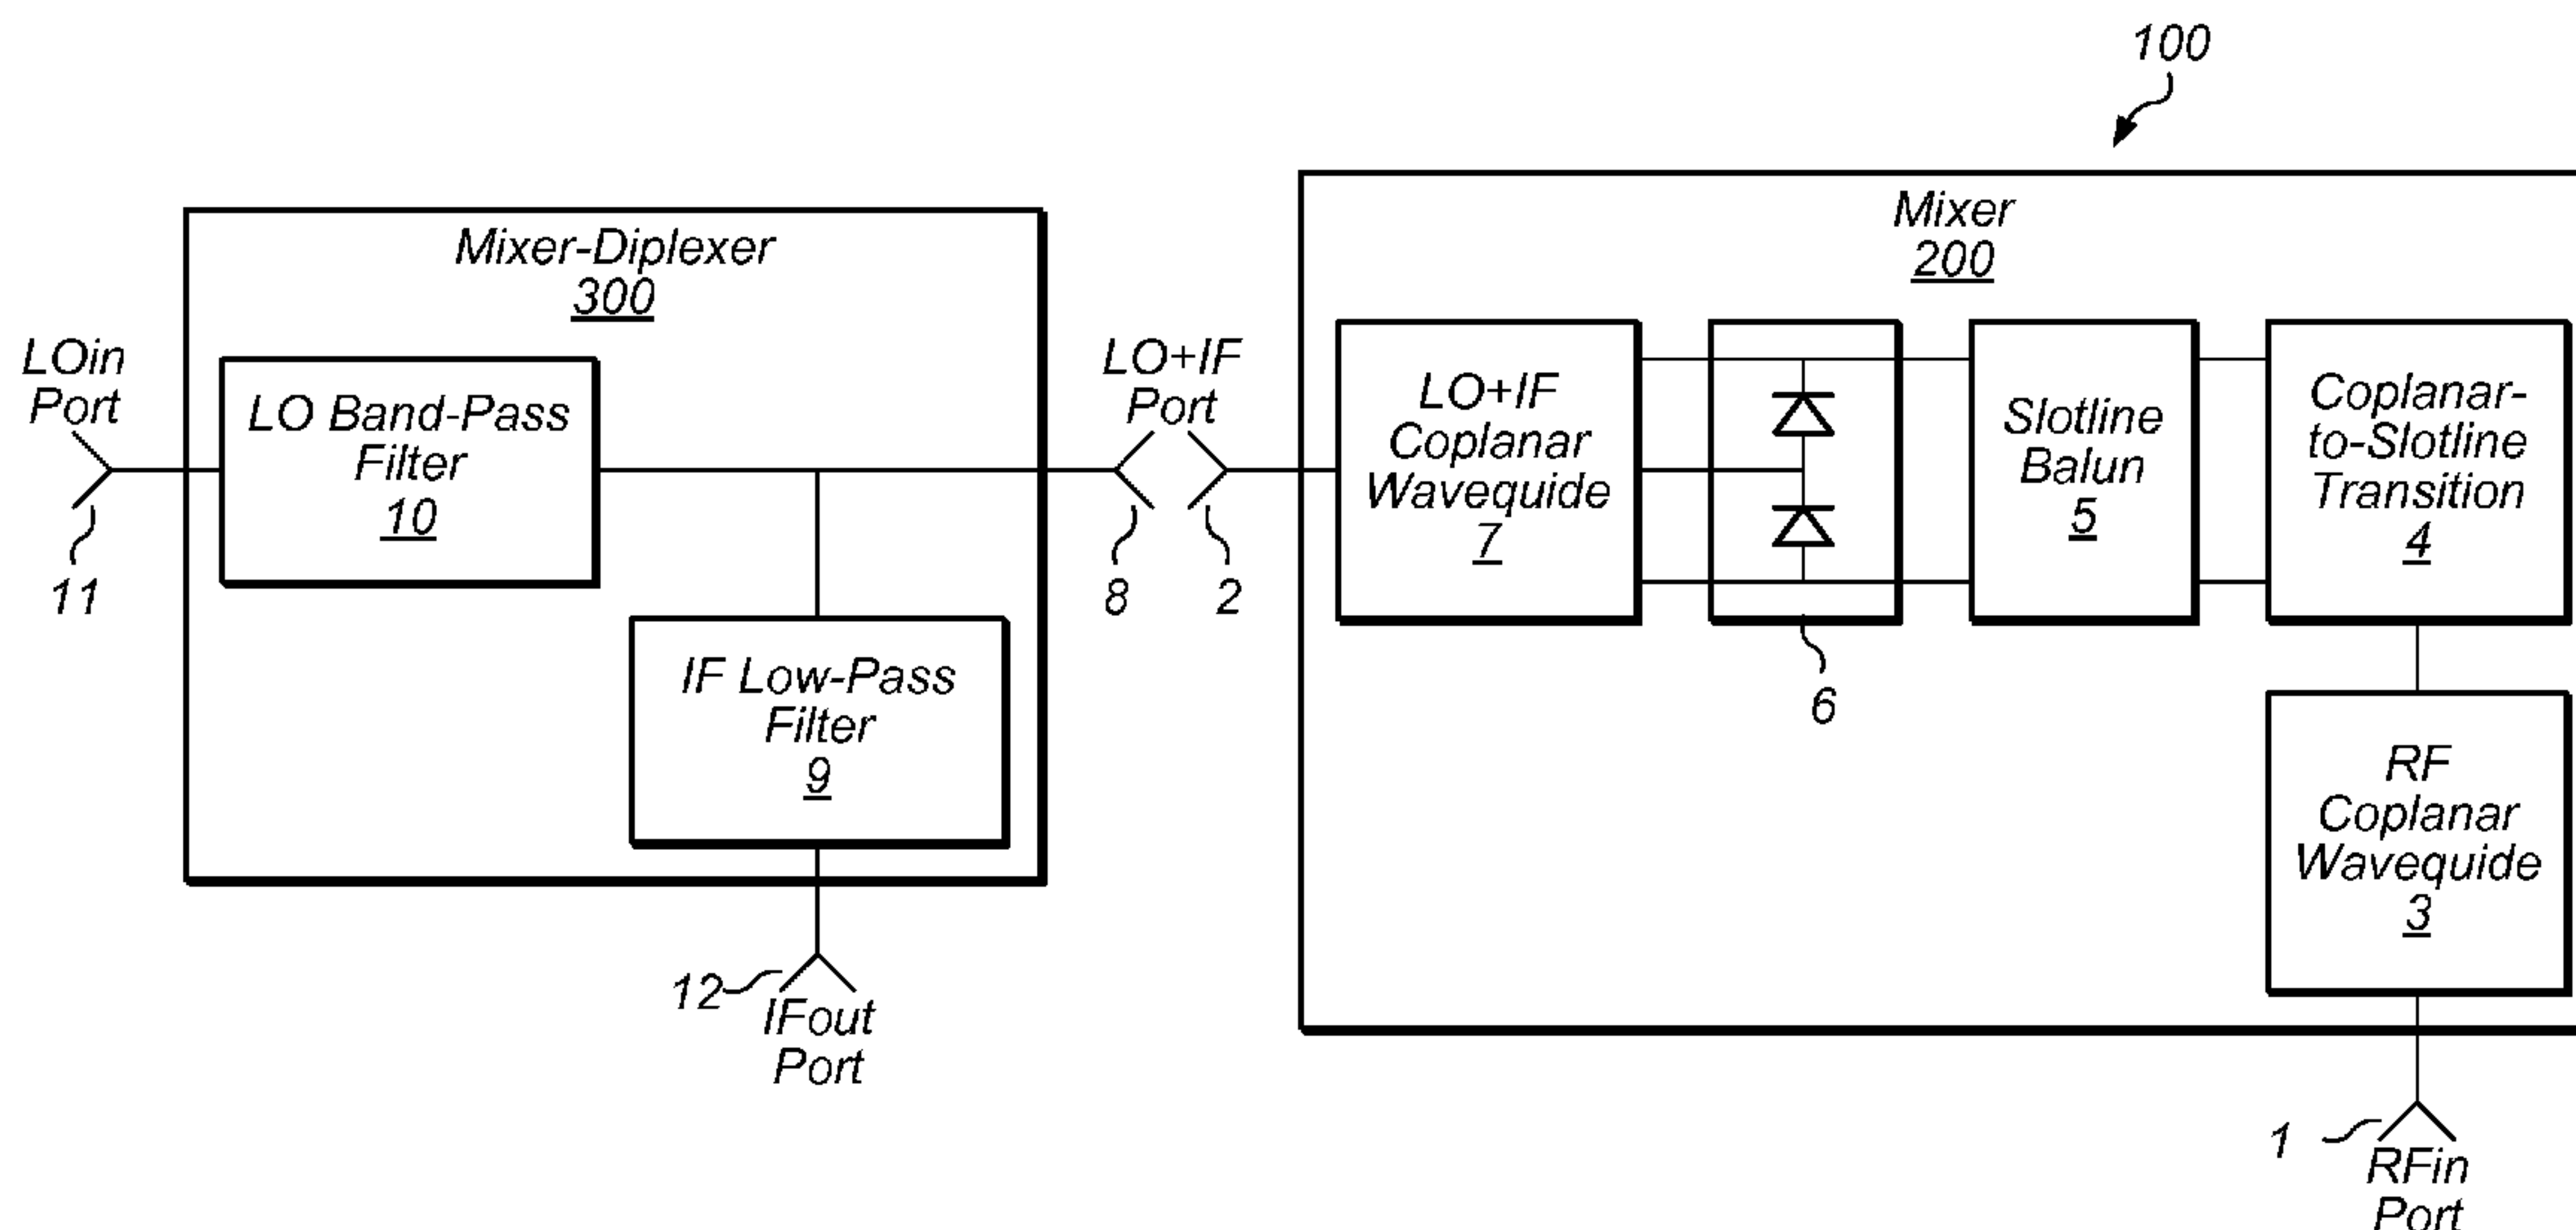 100
Mixer
200
Mixer-Diplexer
300
LOin
Port
LO Band-Pass
Filter
10
11
LO+IF
Port
8
2
LO+IF
Coplanar
Wavequide
7
6
Slotline
Balun
5
Coplanar-
to-Slotline
Transition
4
IF Low-Pass
Filter
9
12
IFout
Port
RF
Coplanar
Wavequide
3
1
RFin
Port